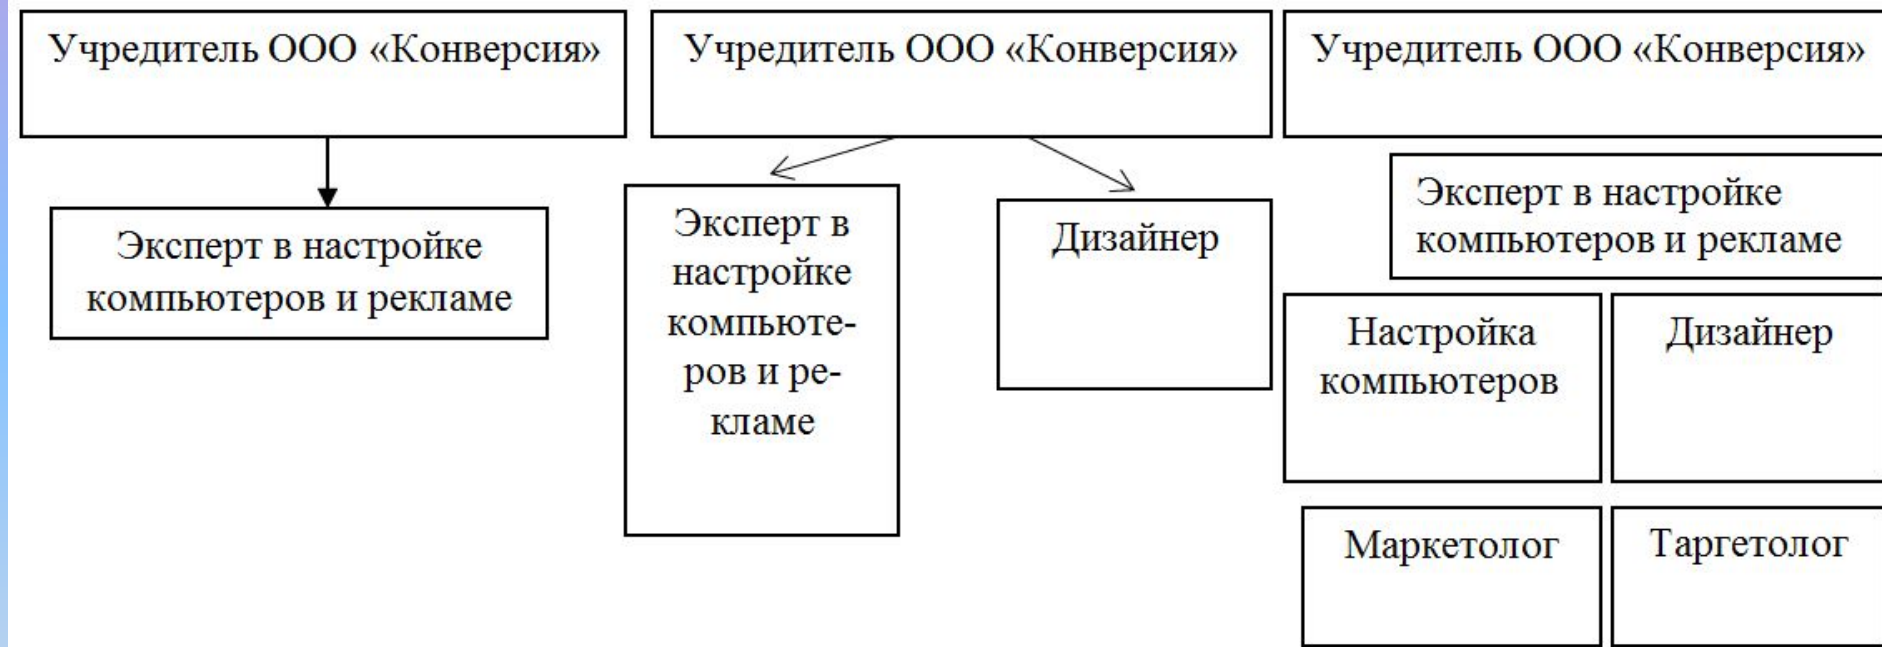 Учредитель ООО «Конверсия»
Эксперт в настройке
компьютеров и рекламе
Учредитель ООО «Конверсия»
Эксперт в
настройке
компьюте-
ров и ре-
кламе
Дизайнер
Учредитель ООО «Конверсия»
Эксперт в настройке
компьютеров и рекламе
Настройка
компьютеров
Дизайнер
Маркетолог
Таргетолог